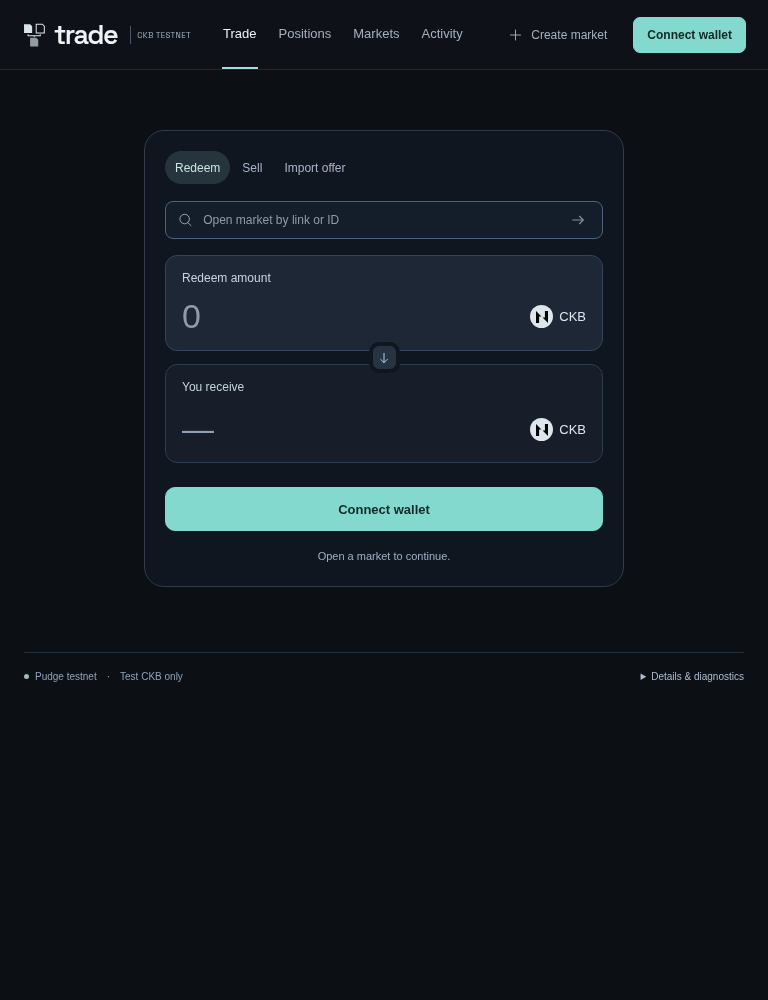 trade
CKB TESTNET
Trade
Positions
Markets
Activity
Create market
Connect wallet
Redeem
Sell
Import offer
Open market by link or ID
Redeem amount
0
CKB
You receive
—
CKB
Connect wallet
Open a market to continue.
Pudge testnet · Test CKB only
Details & diagnostics